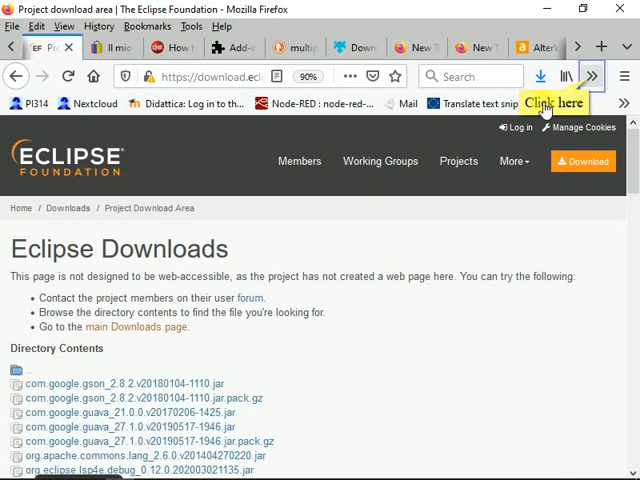 Project download area | The Eclipse Foundation - Mozilla Firefox
File Edit View History Bookmarks Tools Help
EF Pro Il mio How t Add-c multip Down New T New T AlterV
https://download.ecli 90% Search
PI314 Nextcloud Didattica: Log in to th... Node-RED : node-red-... Mail Translate text snip Click here
Log in Manage Cookies
ECLIPSE FOUNDATION
Members Working Groups Projects More Download
Home / Downloads / Project Download Area
Eclipse Downloads
This page is not designed to be web-accessible, as the project has not created a web page here. You can try the following:
Contact the project members on their user forum.
Browse the directory contents to find the file you're looking for.
Go to the main Downloads page.
Directory Contents
..
com.google.gson_2.8.2.v20180104-1110.jar
com.google.gson_2.8.2.v20180104-1110.jar.pack.gz
com.google.guava_21.0.0.v20170206-1425.jar
com.google.guava_27.1.0.v20190517-1946.jar
com.google.guava_27.1.0.v20190517-1946.jar.pack.gz
org.apache.commons.lang_2.6.0.v201404270220.jar
org.eclipse.lsp4e.debug_0.12.0.202003021135.jar